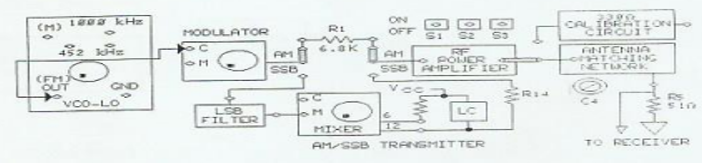 (M) 1000 kHz
452 kHz
(FM)
OUT
GND
VCO-LO
MODULATOR
C
M
AM
SSB
R1
6.8K
AM
SSB
ON
OFF
S1 S2 S3
RF
POWER
AMPLIFIER
330Ω
CALIBRATION
CIRCUIT
ANTENNA
MATCHING
NETWORK
C4
51Ω
TO RECEIVER
LSB
FILTER
C
M
MIXER
VCC
6
12
LC
R14
AM/SSB TRANSMITTER